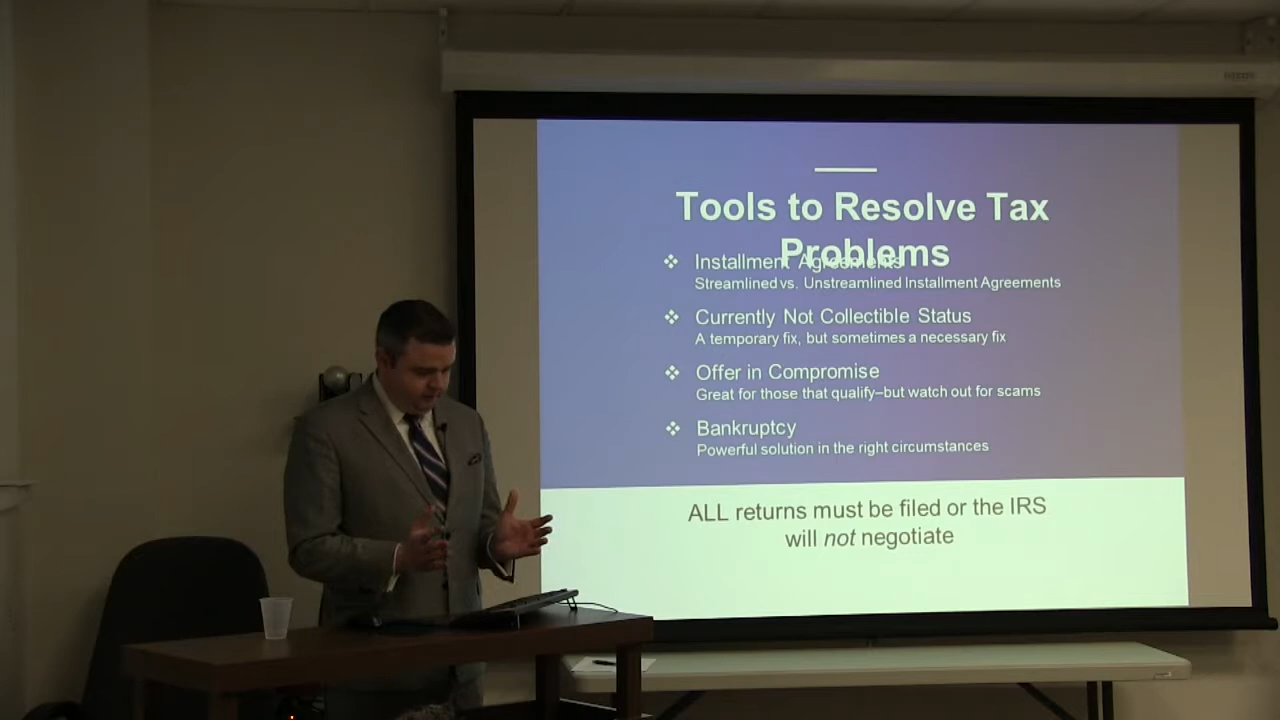 Tools to Resolve Tax
Problems
❖ Installment Agreements
Streamlined vs. Unstreamlined Installment Agreements
❖ Currently Not Collectible Status
A temporary fix, but sometimes a necessary fix
❖ Offer in Compromise
Great for those that qualify–but watch out for scams
❖ Bankruptcy
Powerful solution in the right circumstances
ALL returns must be filed or the IRS
will not negotiate